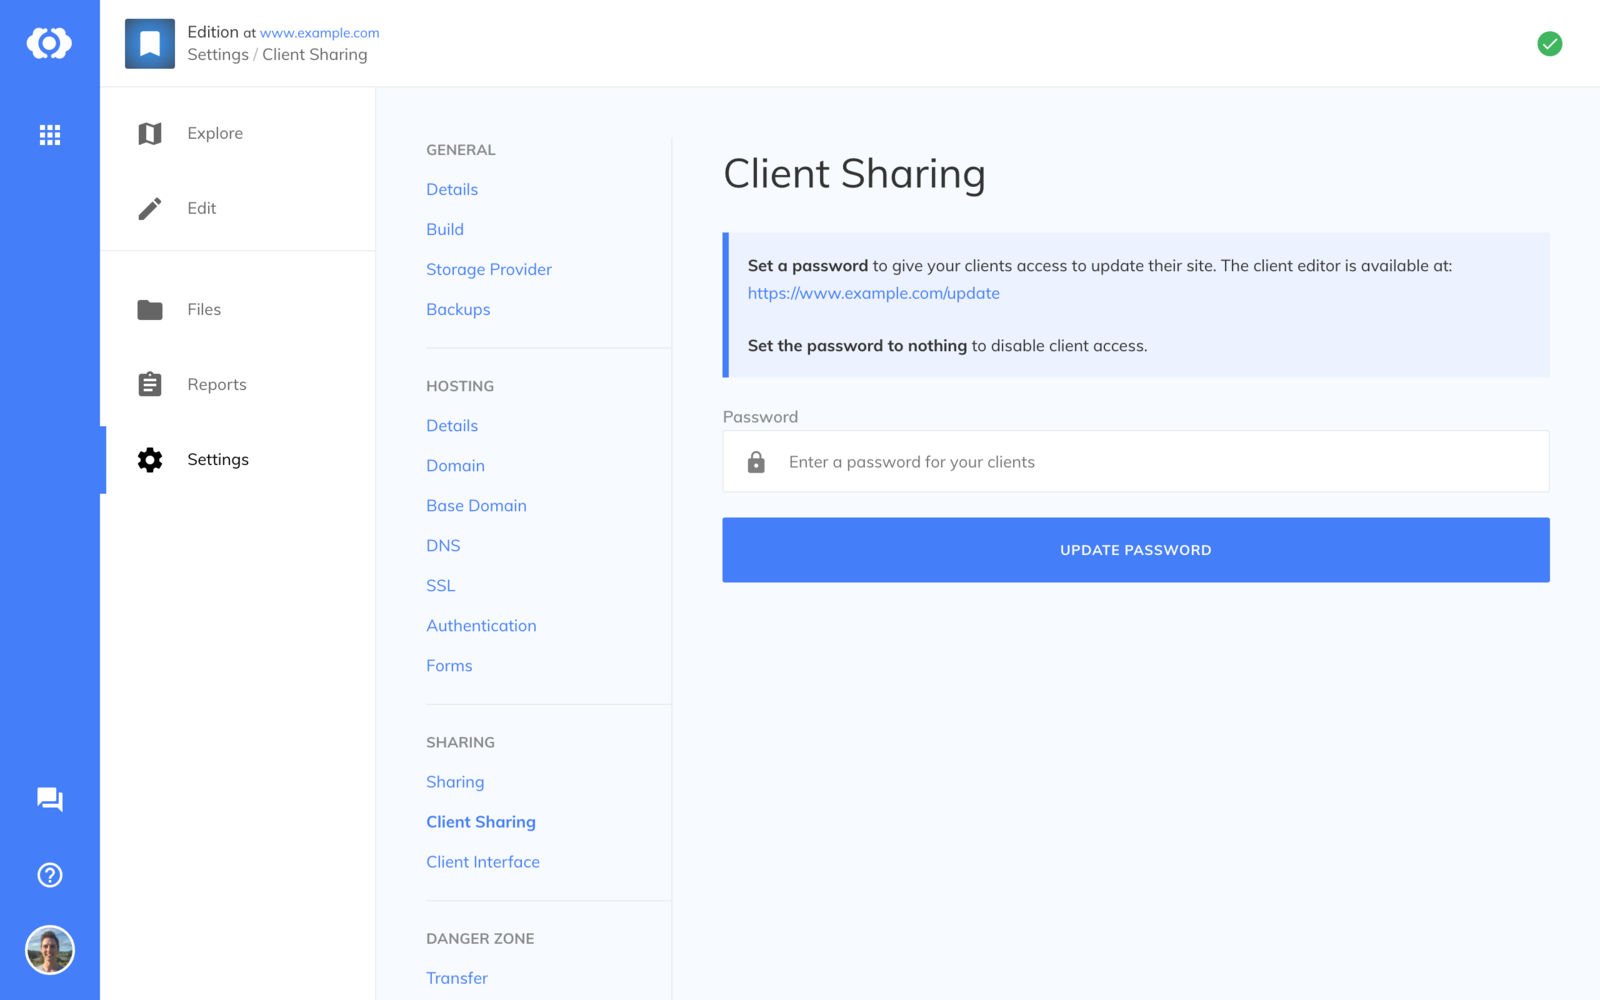 Edition at www.example.com
Settings / Client Sharing
Explore
Edit
Files
Reports
Settings
GENERAL
Details
Build
Storage Provider
Backups
HOSTING
Details
Domain
Base Domain
DNS
SSL
Authentication
Forms
SHARING
Sharing
Client Sharing
Client Interface
DANGER ZONE
Transfer
Client Sharing
Set a password to give your clients access to update their site. The client editor is available at:
https://www.example.com/update
Set the password to nothing to disable client access.
Password
Enter a password for your clients
UPDATE PASSWORD